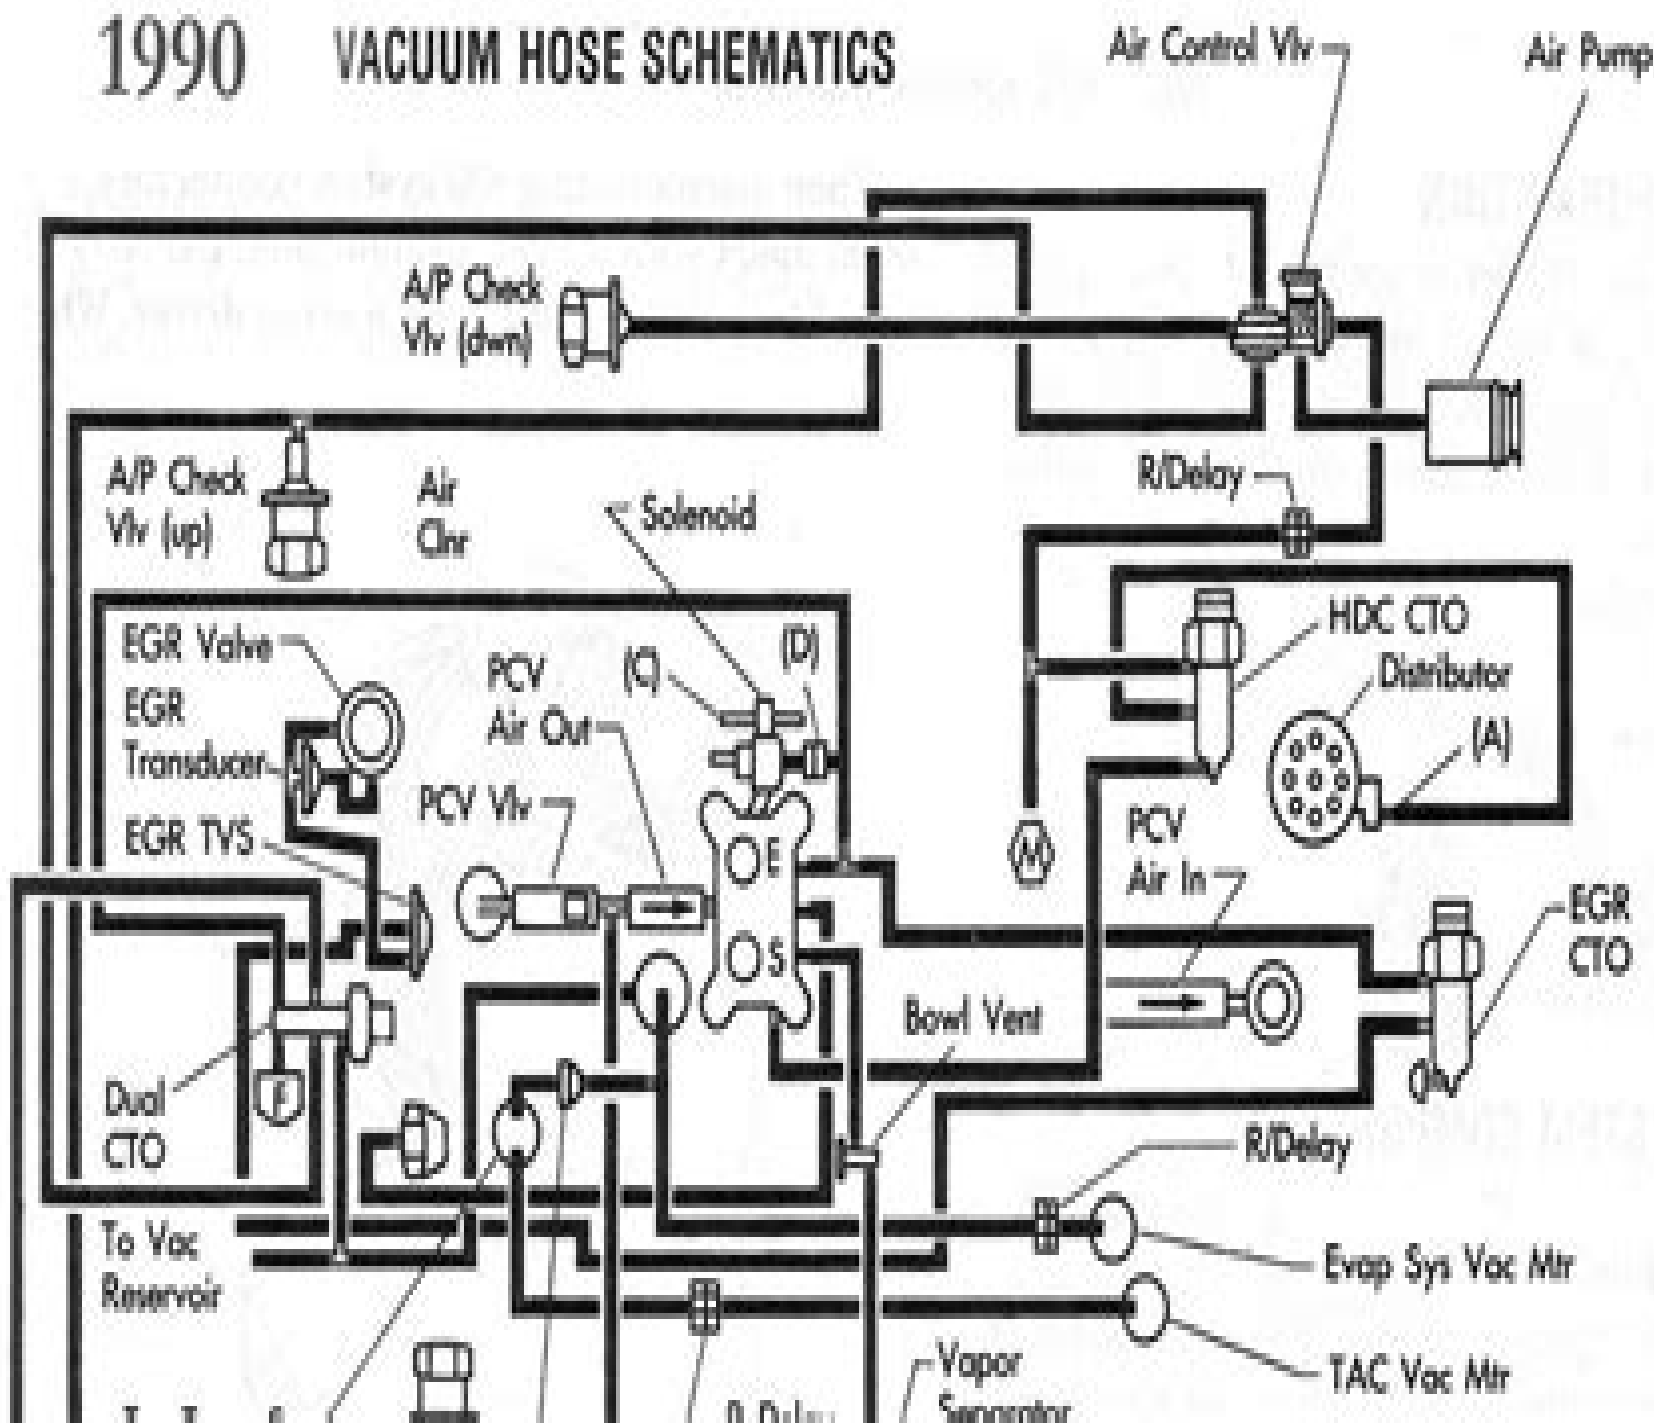 1990 VACUUM HOSE SCHEMATICS
Air Control Vlv
Air Pump
A/P Check
Vlv (dwn)
A/P Check
Vlv (up)
Air
Clnr
Solenoid
R/Delay
HDC CTO
Distributor
(A)
EGR Valve
EGR
Transducer
EGR TVS
PCV
Air Out
(C)
(D)
PCV Vlv
E
S
M
PCV
Air In
EGR
CTO
Bowl Vent
Dual
CTO
F
R/Delay
To Vac
Reservoir
Evap Sys Vac Mtr
TAC Vac Mtr
Vapor
Separator
R Delay